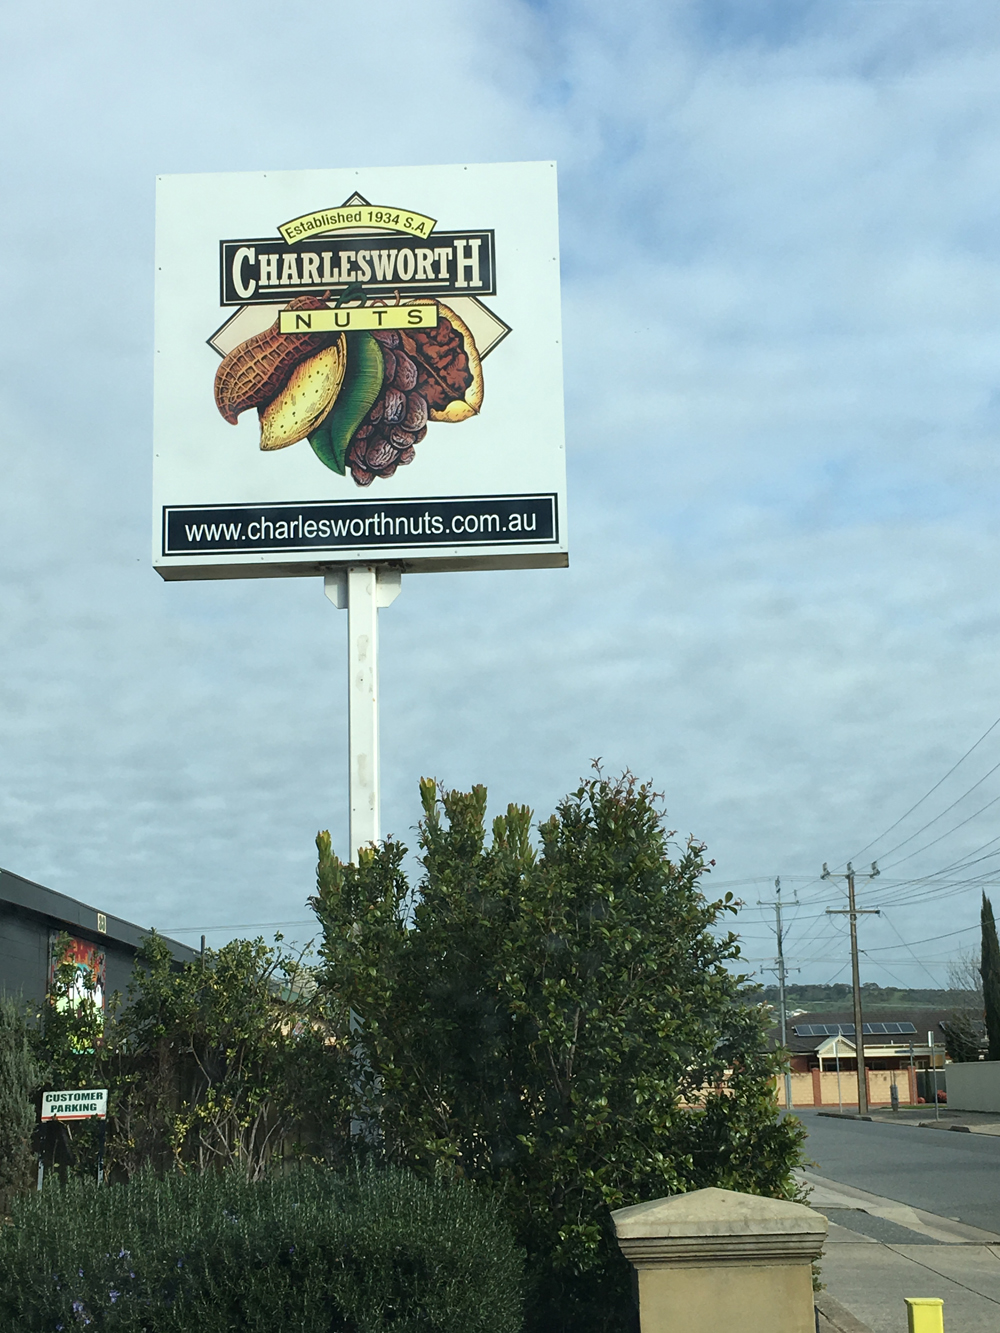 Established 1934 S.A.
CHARLESWORTH
NUTS
www.charlesworthnuts.com.au
CUSTOMER
PARKING